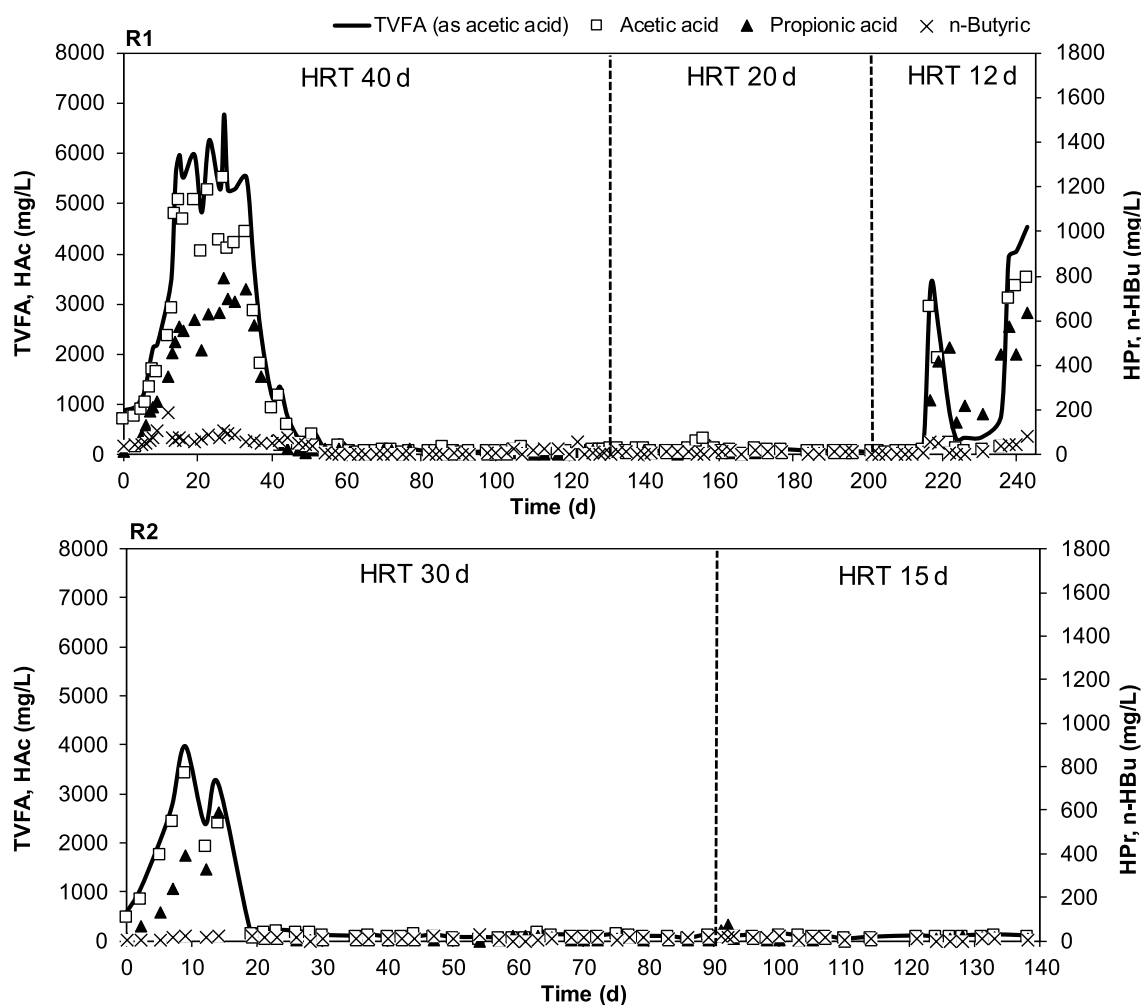 TVFA (as acetic acid) Acetic acid Propionic acid n-Butyric
R1
HRT 40 d HRT 20 d HRT 12 d
8000 7000 6000 5000 4000 3000 2000 1000 0
TVFA, HAc (mg/L)
1800 1600 1400 1200 1000 800 600 400 200 0
HPr, n-HBu (mg/L)
0 20 40 60 80 100 120 140 160 180 200 220 240
Time (d)
R2
HRT 30 d HRT 15 d
8000 7000 6000 5000 4000 3000 2000 1000 0
TVFA, HAc (mg/L)
1800 1600 1400 1200 1000 800 600 400 200 0
HPr, n-HBu (mg/L)
0 10 20 30 40 50 60 70 80 90 100 110 120 130 140
Time (d)